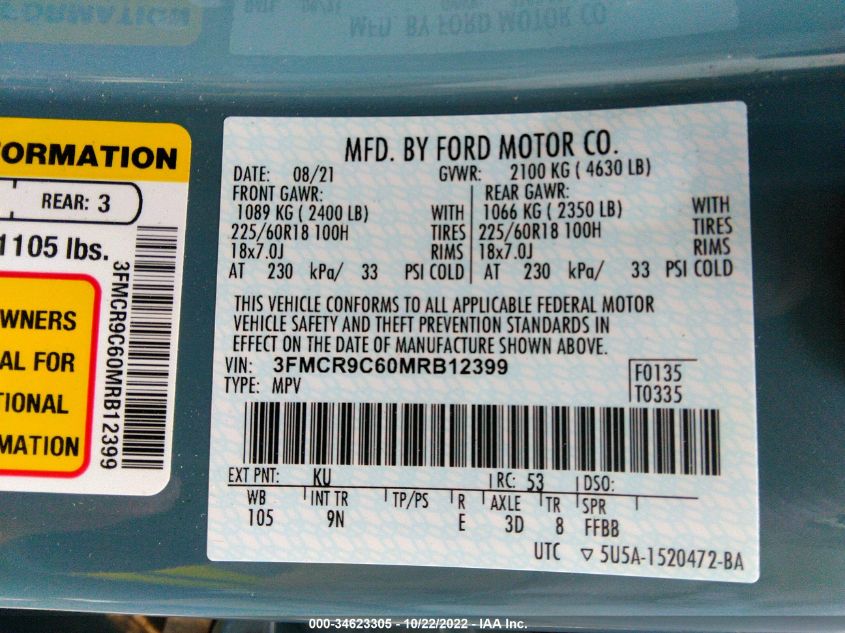 MFD. BY FORD MOTOR CO.
ORMATION
REAR: 3
1105 lbs.
WNERS
AL FOR
TIONAL
MATION
3FMCR9C60MRB12399
MFD. BY FORD MOTOR CO.
DATE: 08/21 GVWR: 2100 KG ( 4630 LB)
FRONT GAWR: REAR GAWR:
1089 KG ( 2400 LB) WITH 1066 KG ( 2350 LB) WITH
225/60R18 100H TIRES 225/60R18 100H TIRES
18x7.0J RIMS 18x7.0J RIMS
AT 230 kPa/ 33 PSI COLD AT 230 kPa/ 33 PSI COLD
THIS VEHICLE CONFORMS TO ALL APPLICABLE FEDERAL MOTOR
VEHICLE SAFETY AND THEFT PREVENTION STANDARDS IN
EFFECT ON THE DATE OF MANUFACTURE SHOWN ABOVE.
VIN: 3FMCR9C60MRB12399 F0135
TYPE: MPV T0335
EXT PNT: KU RC: 53 DSO:
WB INT TR TP/PS R AXLE TR SPR
105 9N E 3D 8 FFBB
UTC ▽ 5U5A-1520472-BA
000-34623305 - 10/22/2022 - IAA Inc.